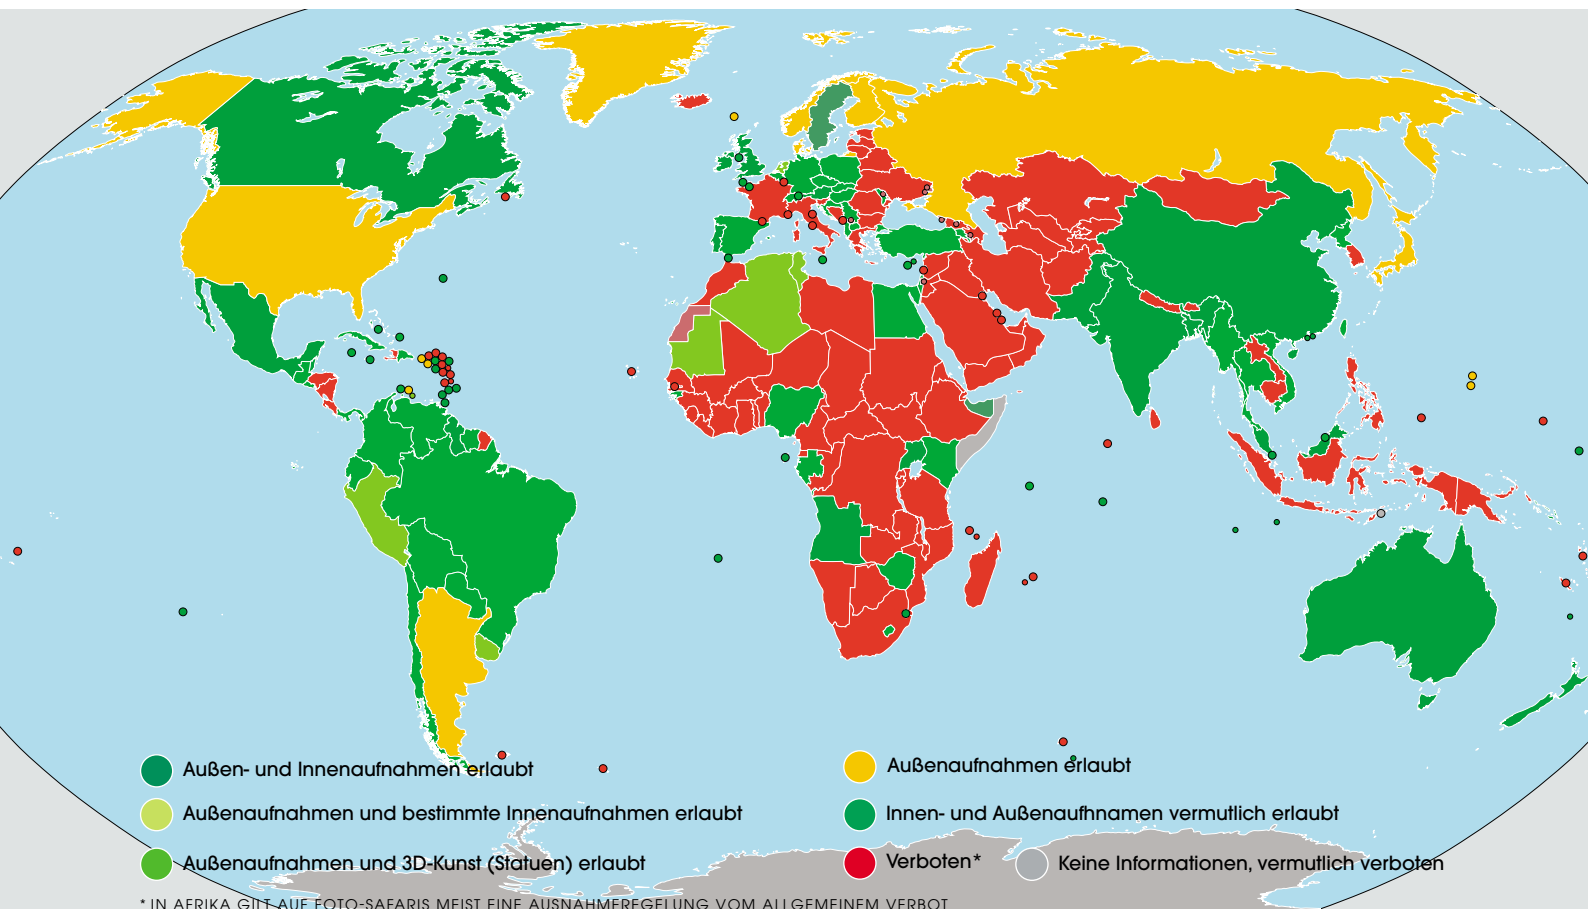 Außen- und Innenaufnahmen erlaubt
Außenaufnahmen und bestimmte Innenaufnahmen erlaubt
Außenaufnahmen und 3D-Kunst (Statuen) erlaubt
Außenaufnahmen erlaubt
Innen- und Außenaufhnamen vermutlich erlaubt
Verboten*
Keine Informationen, vermutlich verboten
* IN AFRIKA GILT AUF FOTO-SAFARIS MEIST EINE AUSNAHMEREGELUNG VOM ALLGEMEINEM VERBOT